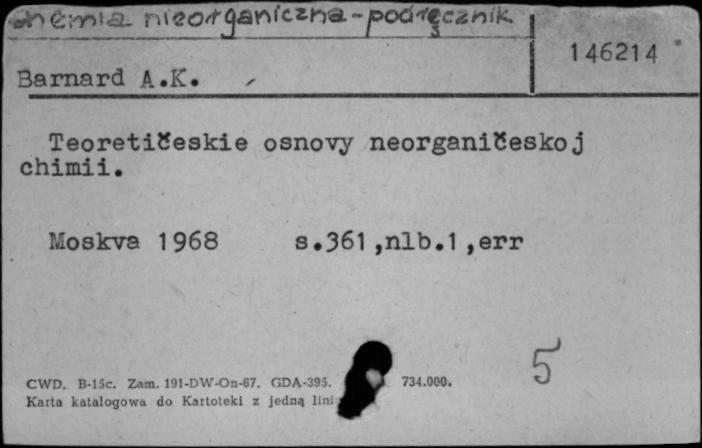 chemia nieorganiczna-podręcznik
146214
Barnard A.K.
Teoretičeskie osnovy neorganičeskoj
chimii.
Moskva 1968 s.361,nlb.1,err
5
CWD. B-15c. Zam. 191-DW-On-67. GDA-395. 734.000.
Karta katalogowa do Kartoteki z jedną lini